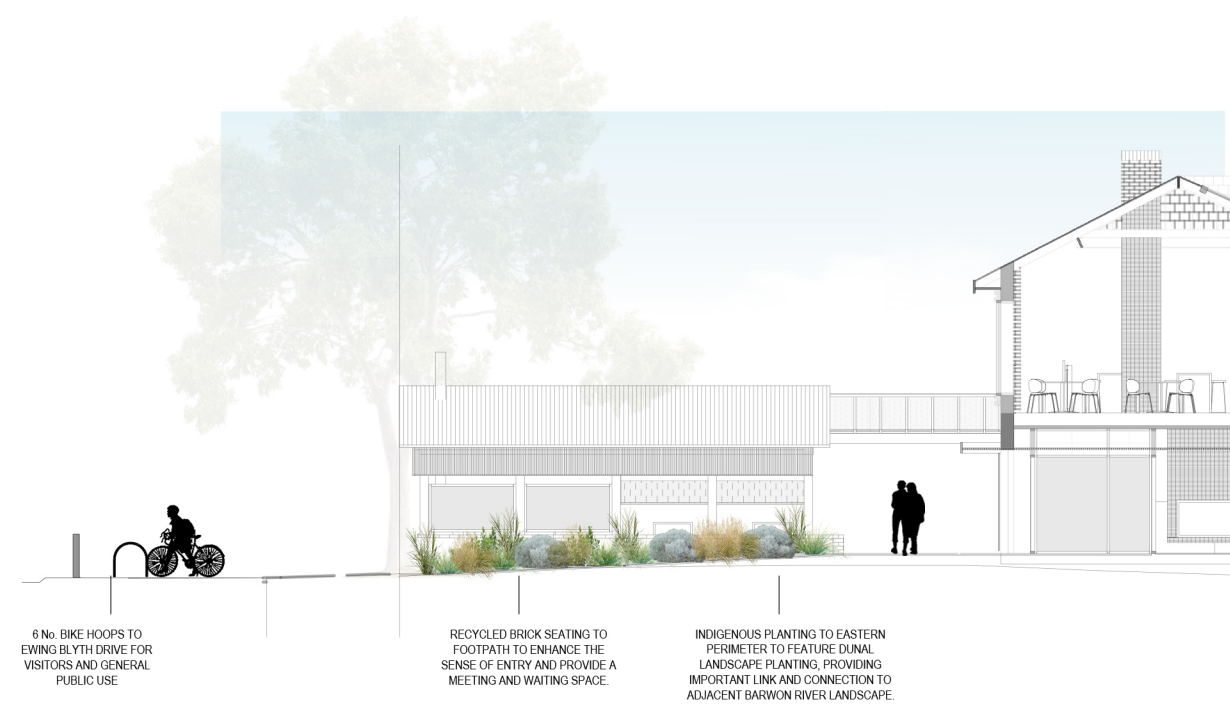 6 No. BIKE HOOPS TO
EWING BLYTH DRIVE FOR
VISITORS AND GENERAL
PUBLIC USE
RECYCLED BRICK SEATING TO
FOOTPATH TO ENHANCE THE
SENSE OF ENTRY AND PROVIDE A
MEETING AND WAITING SPACE.
INDIGENOUS PLANTING TO EASTERN
PERIMETER TO FEATURE DUNAL
LANDSCAPE PLANTING, PROVIDING
IMPORTANT LINK AND CONNECTION TO
ADJACENT BARWON RIVER LANDSCAPE.